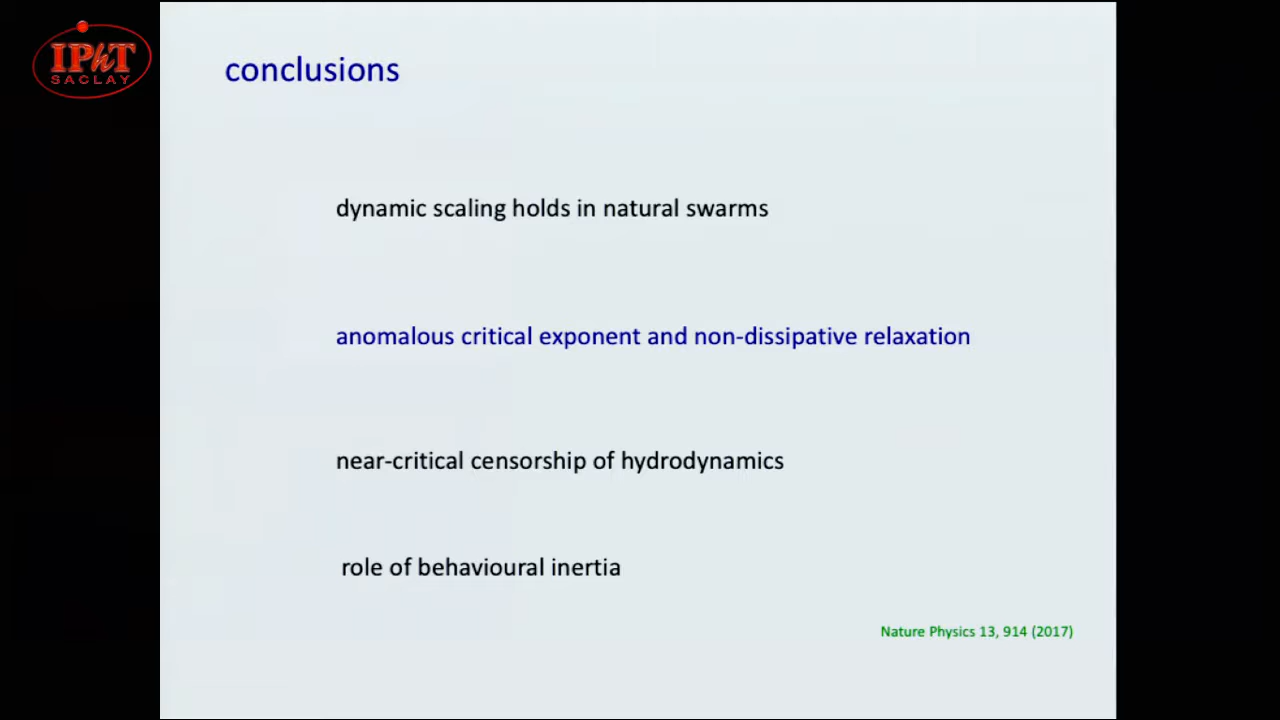 IPhT
SACLAY
conclusions
dynamic scaling holds in natural swarms
anomalous critical exponent and non-dissipative relaxation
near-critical censorship of hydrodynamics
role of behavioural inertia
Nature Physics 13, 914 (2017)